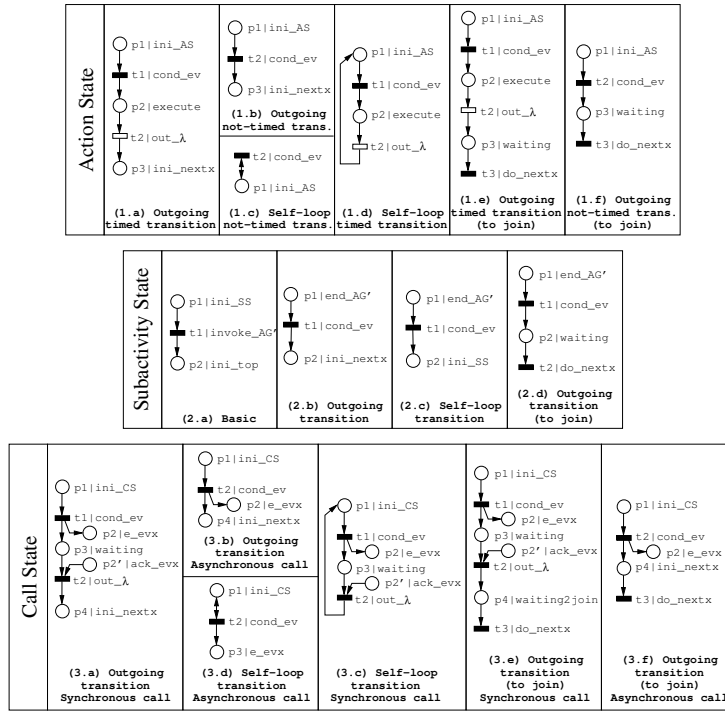 Action State
p1|ini_AS
t1|cond_ev
p2|execute
t2|out_λ
p3|ini_nextx
(1.a) Outgoing
timed transition
p1|ini_AS
t2|cond_ev
p3|ini_nextx
(1.b) Outgoing
not-timed trans.
t2|cond_ev
p1|ini_AS
(1.c) Self-loop
not-timed trans.
p1|ini_AS
t1|cond_ev
p2|execute
t2|out_λ
(1.d) Self-loop
timed transition
p1|ini_AS
t1|cond_ev
p2|execute
t2|out_λ
p3|waiting
t3|do_nextx
(1.e) Outgoing
timed transition
(to join)
p1|ini_AS
t2|cond_ev
p3|waiting
t3|do_nextx
(1.f) Outgoing
not-timed trans.
(to join)
Subactivity State
p1|ini_SS
t1|invoke_AG'
p2|ini_top
(2.a) Basic
p1|end_AG'
t1|cond_ev
p2|ini_nextx
(2.b) Outgoing
transition
p1|end_AG'
t1|cond_ev
p2|ini_SS
(2.c) Self-loop
transition
p1|end_AG'
t1|cond_ev
p2|waiting
t2|do_nextx
(2.d) Outgoing
transition
(to join)
Call State
p1|ini_CS
t1|cond_ev
p2|e_evx
p3|waiting
p2'|ack_evx
t2|out_λ
p4|ini_nextx
(3.a) Outgoing
transition
Synchronous call
p1|ini_CS
t2|cond_ev
p2|e_evx
p4|ini_nextx
(3.b) Outgoing
transition
Asynchronous call
p1|ini_CS
t2|cond_ev
p3|e_evx
(3.d) Self-loop
transition
Asynchronous call
p1|ini_CS
t1|cond_ev
p2|e_evx
p3|waiting
p2'|ack_evx
t2|out_λ
(3.c) Self-loop
transition
Synchronous call
p1|ini_CS
t1|cond_ev
p2|e_evx
p3|waiting
p2'|ack_evx
t2|out_λ
p4|waiting2join
t3|do_nextx
(3.e) Outgoing
transition
(to join)
Synchronous call
p1|ini_CS
t2|cond_ev
p2|e_evx
p4|ini_nextx
t3|do_nextx
(3.f) Outgoing
transition
(to join)
Asynchronous call